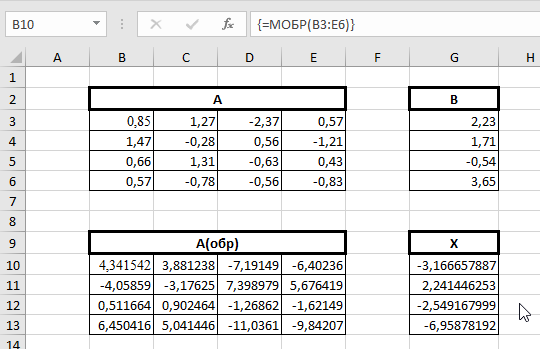 B10 {=МОБР(B3:E6)}
A B C D E F G H
1
2 A B
3 0,85 1,27 -2,37 0,57 2,23
4 1,47 -0,28 0,56 -1,21 1,71
5 0,66 1,31 -0,63 0,43 -0,54
6 0,57 -0,78 -0,56 -0,83 3,65
7
8
9 A(обр) X
10 4,341542 3,881238 -7,19149 -6,40236 -3,166657887
11 -4,05859 -3,17625 7,398979 5,676419 2,241446253
12 0,511664 0,902464 -1,26862 -1,62149 -2,549167999
13 6,450416 5,041446 -11,0361 -9,84207 -6,95878192
14